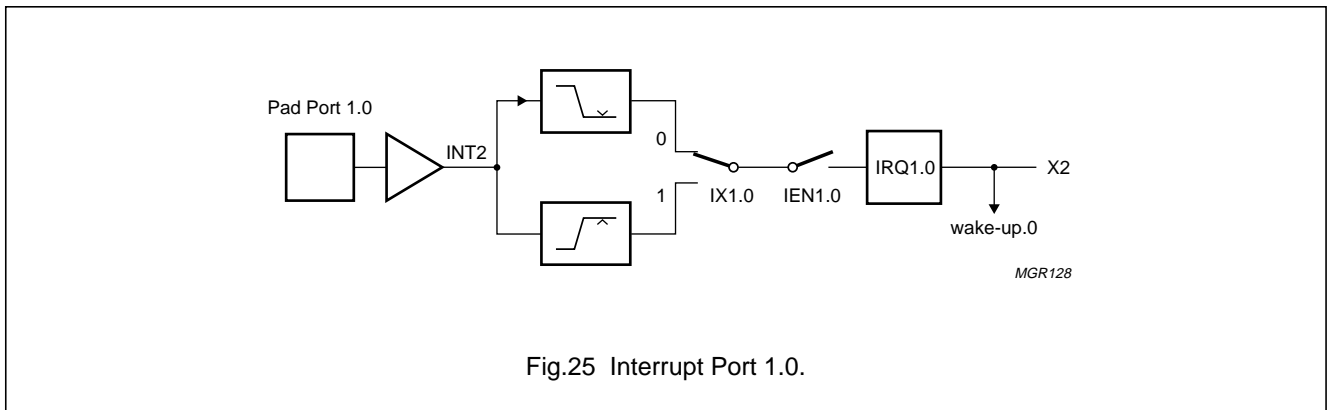 Pad Port 1.0
INT2
0
1
IX1.0
IEN1.0
IRQ1.0
X2
wake-up.0
MGR128
Fig.25 Interrupt Port 1.0.